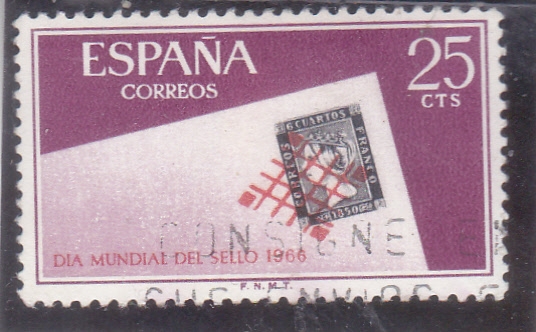 ESPAÑA
CORREOS
25
CTS
6 CUARTOS
CORREOS
FRANCO
1850
CONSIGNE
DIA MUNDIAL DEL SELLO 1966
F.N.M.T.